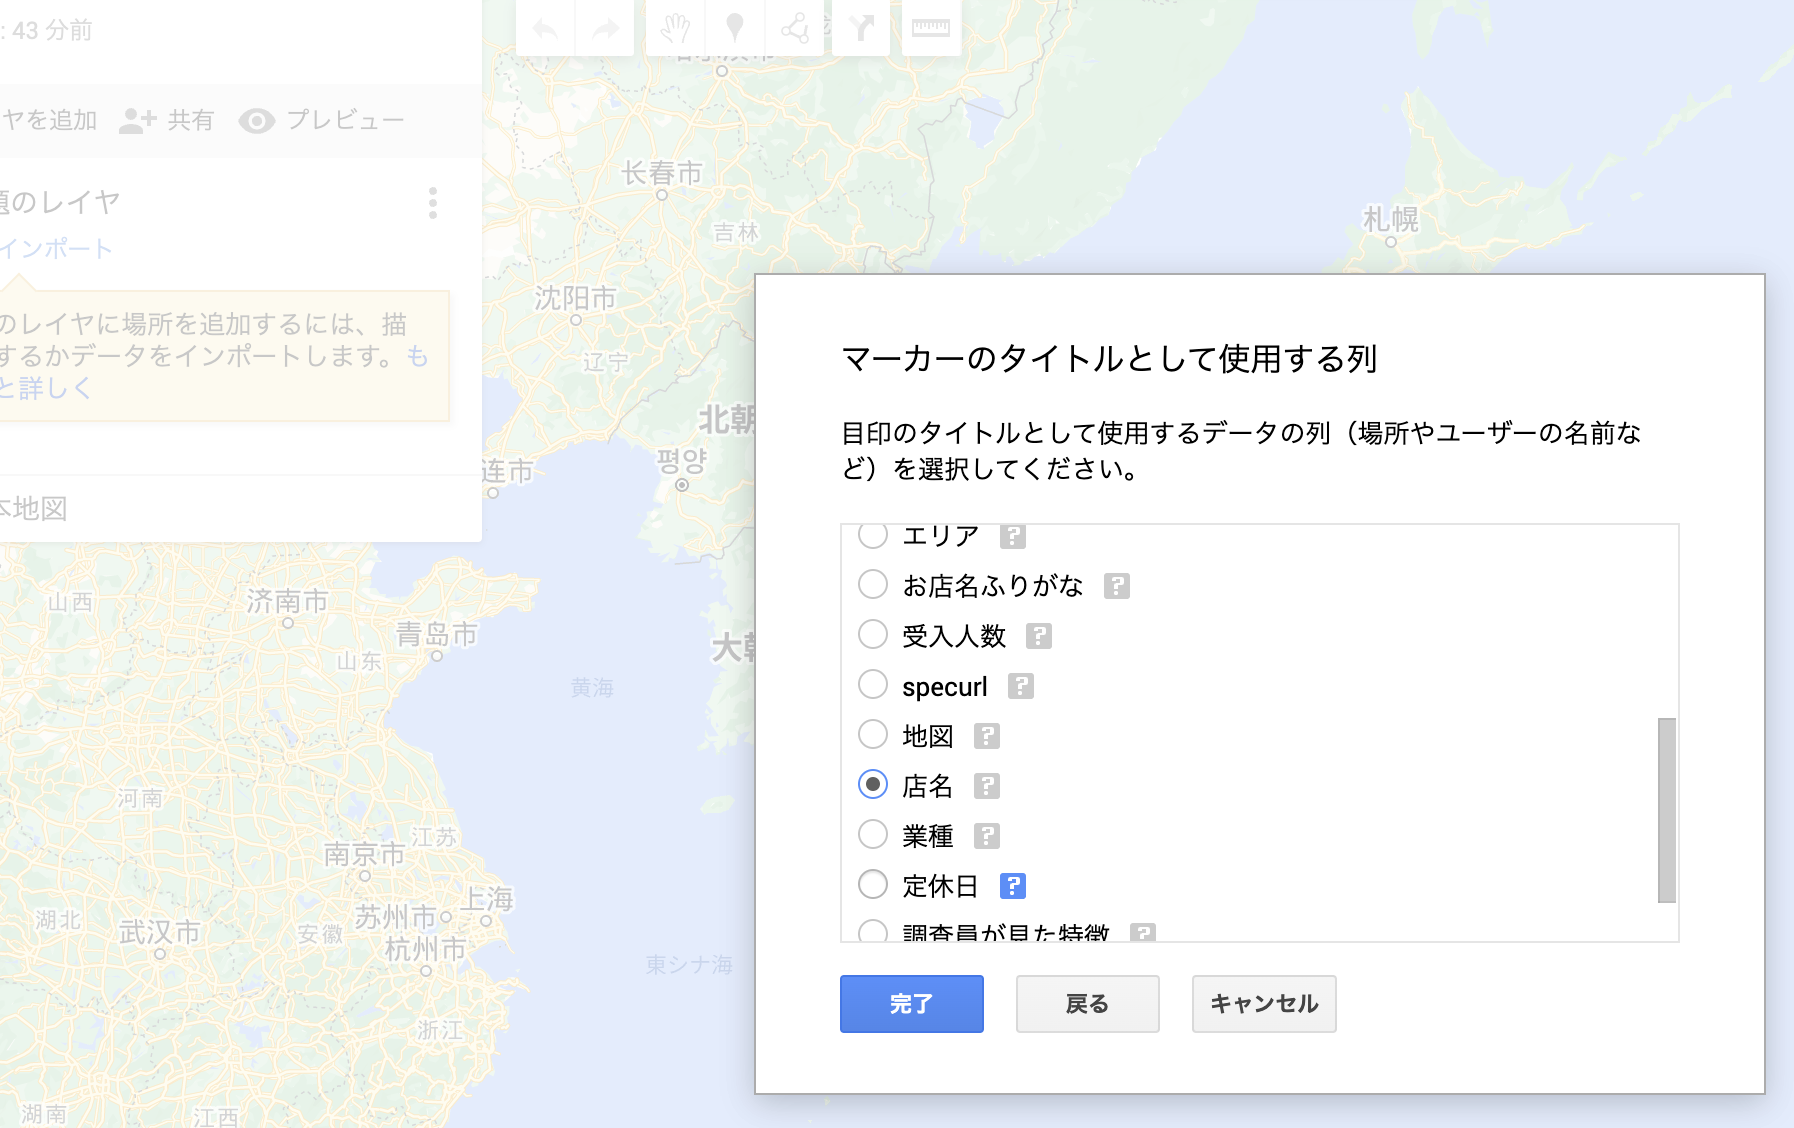 : 43 分前
ヤを追加
共有
プレビュー
題のレイヤ
インポート
のレイヤに場所を追加するには、描
するかデータをインポートします。も
と詳しく
本地図
长春市
吉林
沈阳市
辽宁
札幌
北朝
평양
连市
大朝
济南市
青岛市
山西
山东
黄海
河南
江苏
南京市
上海
苏州市
湖北
武汉市
安徽
杭州市
東シナ海
浙江
湖南
江西
マーカーのタイトルとして使用する列
目印のタイトルとして使用するデータの列（場所やユーザーの名前な
ど）を選択してください。
エリア ?
お店名ふりがな ?
受入人数 ?
specurl ?
地図 ?
店名 ?
業種 ?
定休日 ?
調査員が見た特徴 ?
完了
戻る
キャンセル